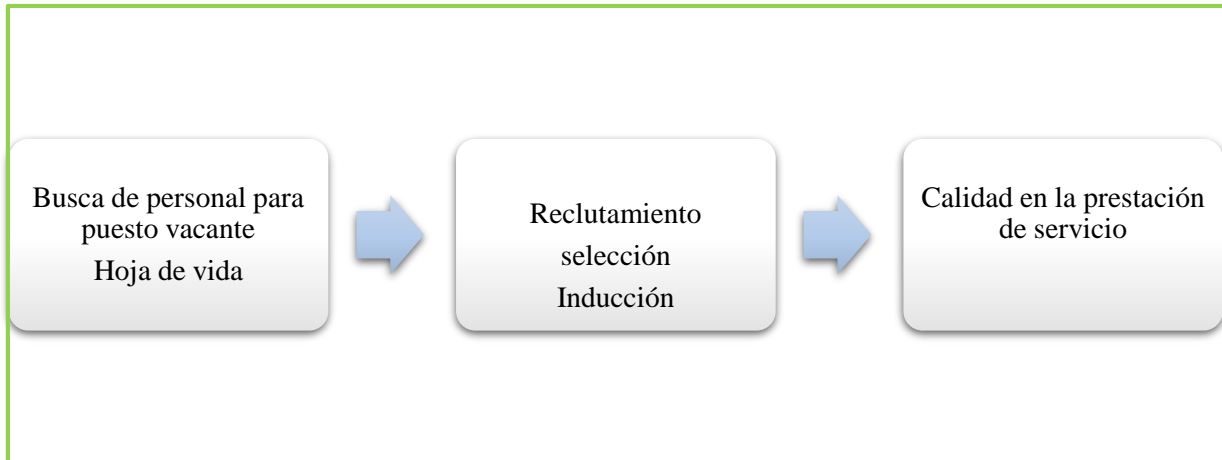 Busca de personal para
puesto vacante
Hoja de vida
Reclutamiento
selección
Inducción
Calidad en la prestación
de servicio